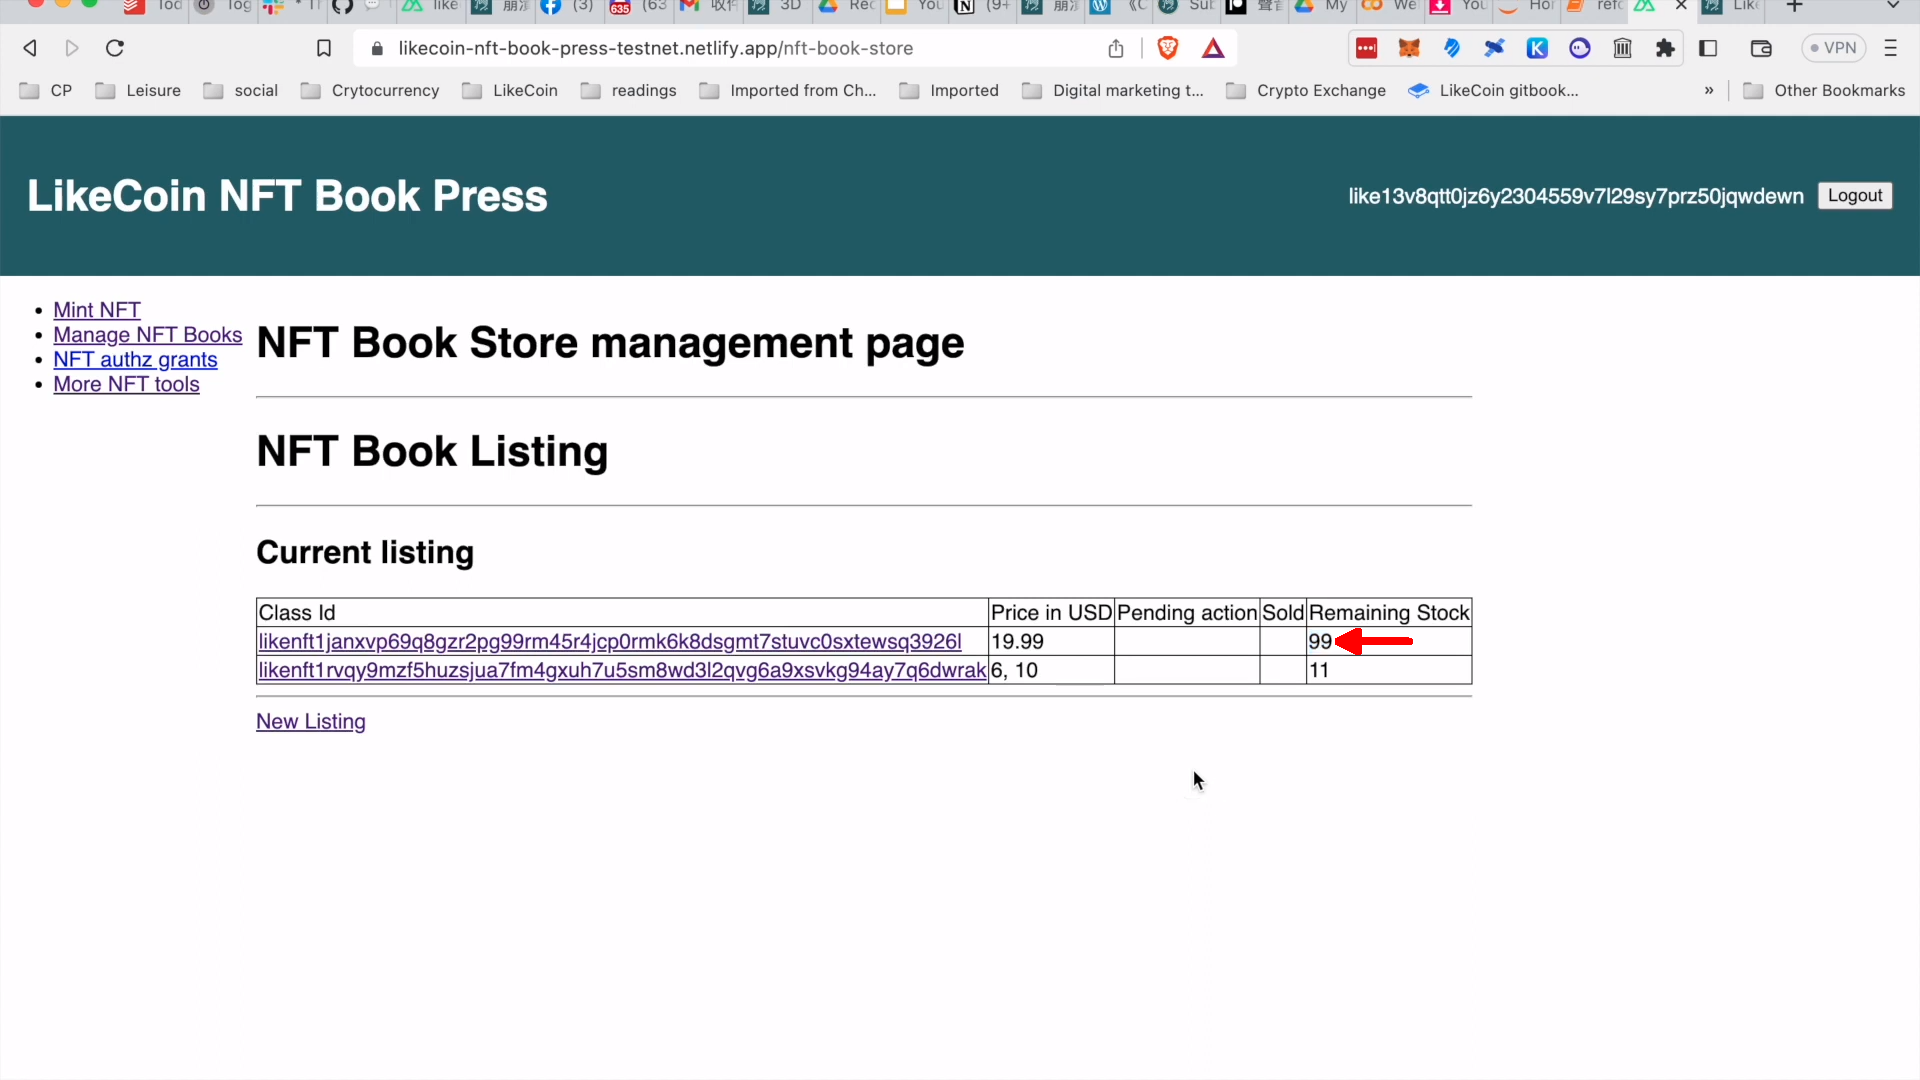 likecoin-nft-book-press-testnet.netlify.app/nft-book-store
VPN
CP Leisure social Crytocurrency LikeCoin readings Imported from Ch... Imported Digital marketing t... Crypto Exchange LikeCoin gitbook... » Other Bookmarks
LikeCoin NFT Book Press
like13v8qtt0jz6y2304559v7l29sy7prz50jqwdewn Logout
Mint NFT
Manage NFT Books
NFT authz grants
More NFT tools
NFT Book Store management page
NFT Book Listing
Current listing
Class Id Price in USD Pending action Sold Remaining Stock
likenft1janxvp69q8gzr2pg99rm45r4jcp0rmk6k8dsgmt7stuvc0sxtewsq3926l 19.99 99
likenft1rvqy9mzf5huzsjua7fm4gxuh7u5sm8wd3l2qvg6a9xsvkg94ay7q6dwrak 6, 10 11
New Listing